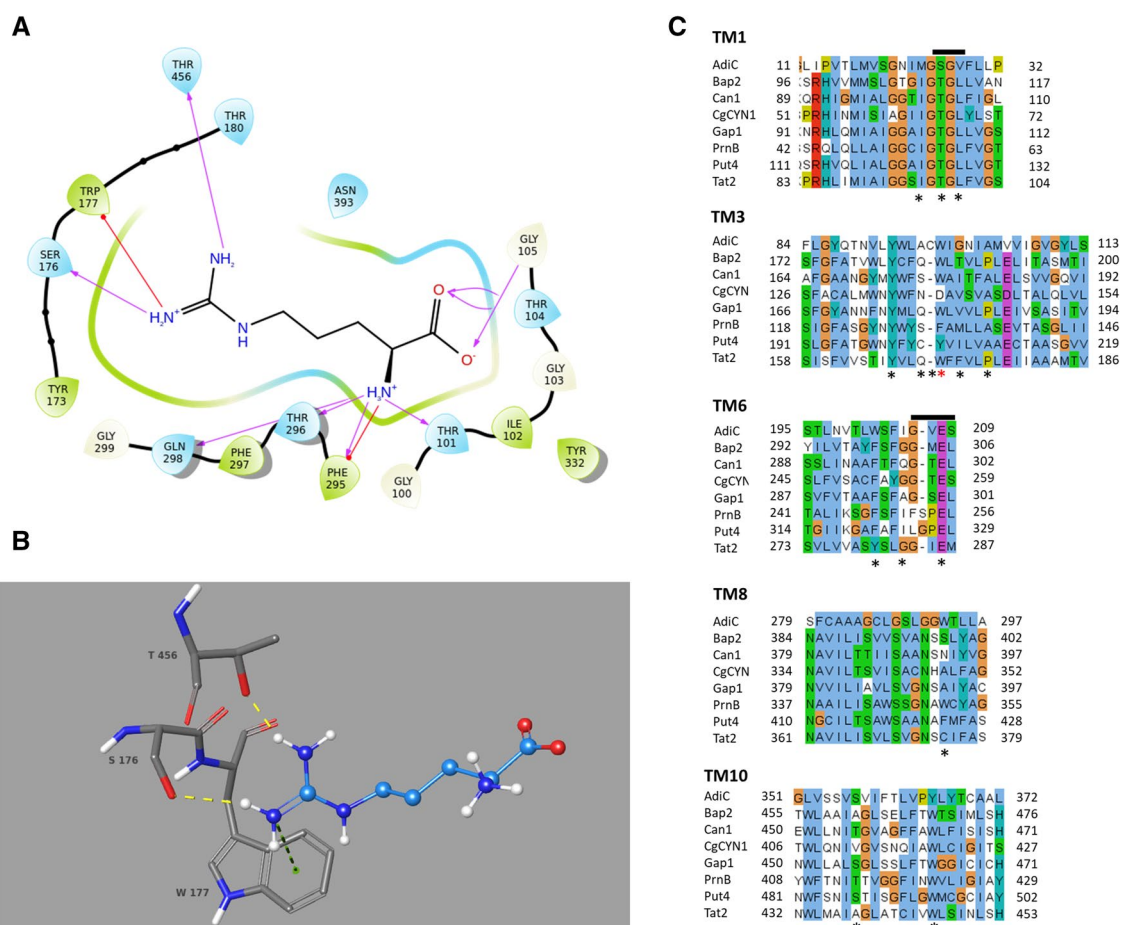 A
THR 456
THR 180
TRP 177
SER 176
TYR 173
ASN 393
GLY 105
THR 104
GLY 103
ILE 102
TYR 332
THR 101
GLY 100
PHE 295
THR 296
PHE 297
GLN 298
GLY 299
NH₂
H₂N⁺
N
H
O
O⁻
H₃N⁺
B
T 456
S 176
W 177
C
TM1
AdiC 11 LIPVTLMVSGNIMGSGVFLLP 32
Bap2 96 SRHVVMMSLGTGIGTGLLVAN 117
Can1 89 QRHIGMIALGGTIGTGLFIGL 110
CgCYN1 51 PRHINMISIAGIIGTGLYLST 72
Gap1 91 NRHLQMIAIGGAIGTGLLVGS 112
PrnB 42 SRQLQLLAIGGCIGTGLFVGT 63
Put4 111 SRHVQLIALGGAIGTGLLVGT 132
Tat2 83 PRHLIMIAIGGSIGTGLFVGS 104
* * *
TM3
AdiC 84 FLGYQTNVLYWLACWIGNIAMVVIGVGYLS 113
Bap2 172 SFGFATVWLYCFQ-WLTVLPLELITASMTI 200
Can1 164 AFGAANGYMYWFS-WAITFALELSVVGQVI 192
CgCYN 126 SFACALMWNYWFN-DAVSVASDLTALQLVL 154
Gap1 166 SFGYANNFNYMLQ-WLVVLPLEIVSASITV 194
PrnB 118 SIGFASGYNYWYS-FAMLLASEVTASGLII 146
Put4 191 SLGFATGWNYFYC-YVILVAAECTAASGVV 219
Tat2 158 SISFVVSTIYVLQ-WFFVLPLEIIAAAMTV 186
* * * * * *
TM6
AdiC 195 STLNVTLWSFIG-VES 209
Bap2 292 YILVTAYFSFGG-MEL 306
Can1 288 SSLINAAFTFQG-TEL 302
CgCYN 245 SLFVSACFAYGG-TES 259
Gap1 287 SVFVTAAFSFAG-SEL 301
PrnB 241 TALIKSGFSFIFSPEL 256
Put4 314 TGIIKGAFAFILGPEL 329
Tat2 273 SVLVVASYSLGG-IEM 287
* * *
TM8
AdiC 279 SFCAAAGCLGSLGGWTLLA 297
Bap2 384 NAVILISVVSVANSSLYAG 402
Can1 379 NAVILTTIISAANSNIYVG 397
CgCYN 334 NAVILTSVISACNHALFAG 352
Gap1 379 NVVILIAVLSVGNSAIYAC 397
PrnB 337 NAAILSAWSSGNAWCYAG 355
Put4 410 NGCILTSAWSAANAFMFAS 428
Tat2 361 NAVILISVLSVGNSCIFAS 379
*
TM10
AdiC 351 GLVSSVSVIFTLVPYLYTCAAL 372
Bap2 455 TWLAAIAGLSELFTWTSIMLSH 476
Can1 450 EWLLNITGVAGFFAWLFISISH 471
CgCYN1 406 TWLQNIVGVSNQIAWLCIGITS 427
Gap1 450 NWLLALSGLSSLFTWGGICICH 471
PrnB 408 YWFTNITTVGGFINWVLIGIAY 429
Put4 481 NWFSNISTISGFLGWMCGCIAY 502
Tat2 432 NWLMAIAGLATCIVWLSINLSH 453
* *